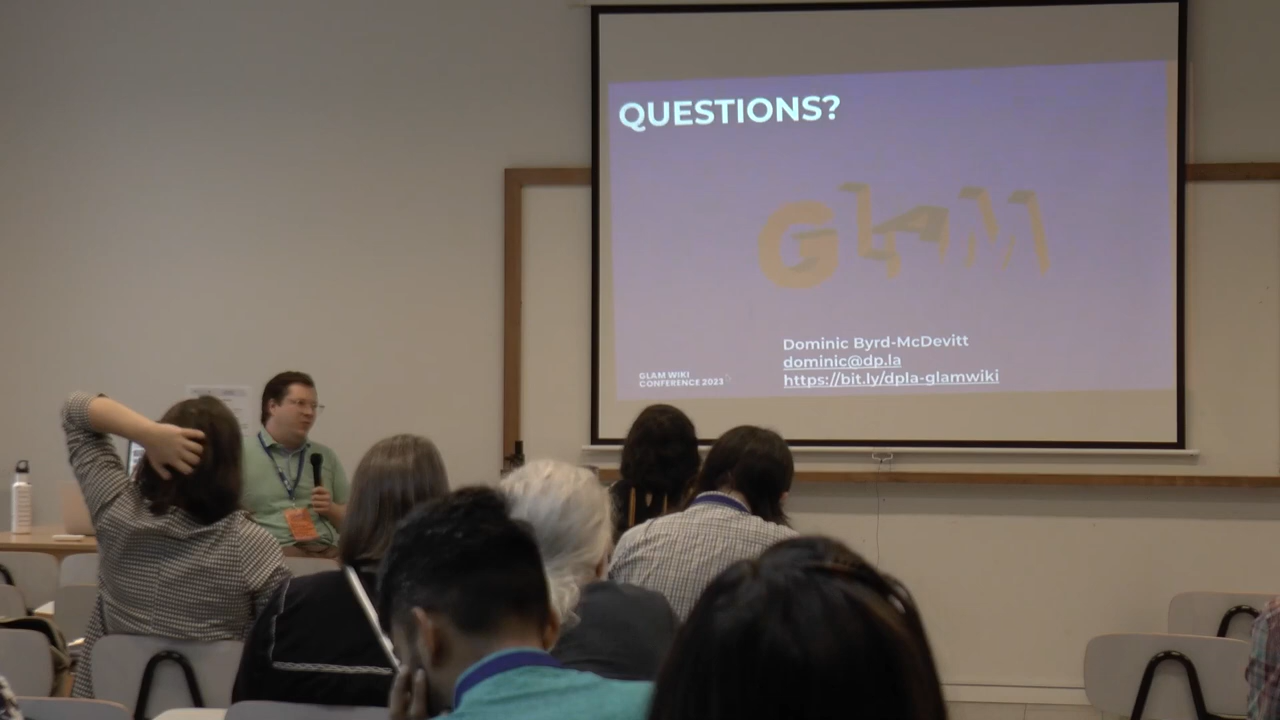 QUESTIONS?
GLAM
Dominic Byrd-McDevitt
dominic@dp.la
https://bit.ly/dpla-glamwiki
GLAM WIKI
CONFERENCE 2023